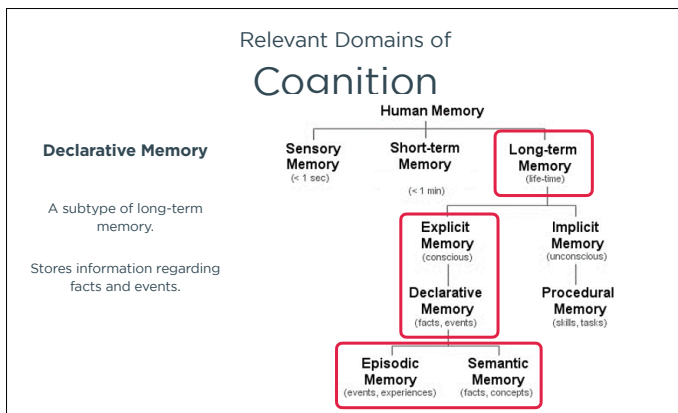 Relevant Domains of
Cognition
Human Memory
Declarative Memory
A subtype of long-term
memory.
Stores information regarding
facts and events.
Sensory
Memory
(< 1 sec)
Short-term
Memory
(< 1 min)
Long-term
Memory
(life-time)
Explicit
Memory
(conscious)
Implicit
Memory
(unconscious)
Declarative
Memory
(facts, events)
Procedural
Memory
(skills, tasks)
Episodic
Memory
(events, experiences)
Semantic
Memory
(facts, concepts)